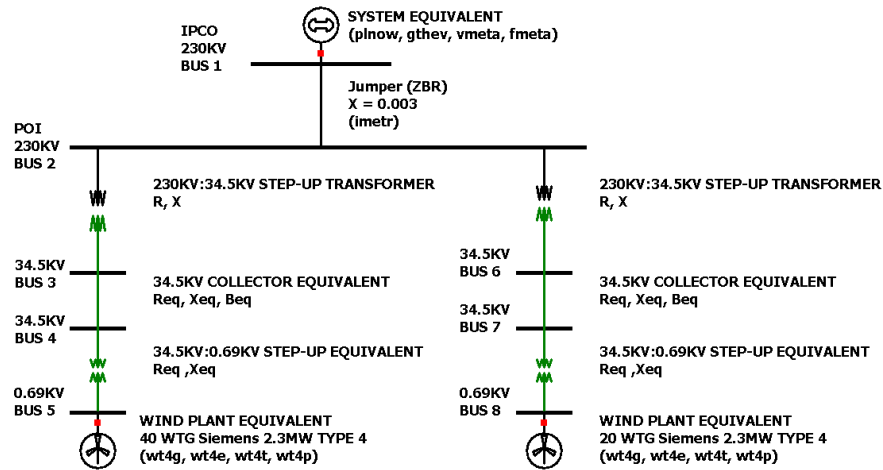 SYSTEM EQUIVALENT
(plnow, gthev, vmeta, fmeta)
IPCO
230KV
BUS 1
Jumper (ZBR)
X = 0.003
(imetr)
POI
230KV
BUS 2
230KV:34.5KV STEP-UP TRANSFORMER
R, X
34.5KV
BUS 3
34.5KV COLLECTOR EQUIVALENT
Req, Xeq, Beq
34.5KV
BUS 4
34.5KV:0.69KV STEP-UP EQUIVALENT
Req ,Xeq
0.69KV
BUS 5
WIND PLANT EQUIVALENT
40 WTG Siemens 2.3MW TYPE 4
(wt4g, wt4e, wt4t, wt4p)
230KV:34.5KV STEP-UP TRANSFORMER
R, X
34.5KV
BUS 6
34.5KV COLLECTOR EQUIVALENT
Req, Xeq, Beq
34.5KV
BUS 7
34.5KV:0.69KV STEP-UP EQUIVALENT
Req ,Xeq
0.69KV
BUS 8
WIND PLANT EQUIVALENT
20 WTG Siemens 2.3MW TYPE 4
(wt4g, wt4e, wt4t, wt4p)